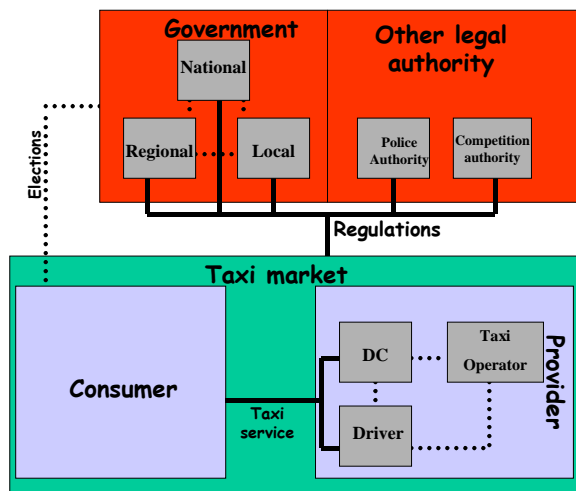 Government
Other legal
authority
National
Regional
Local
Police
Authority
Competition
authority
Elections
Regulations
Taxi market
Consumer
Taxi
service
DC
Taxi
Operator
Driver
Provider